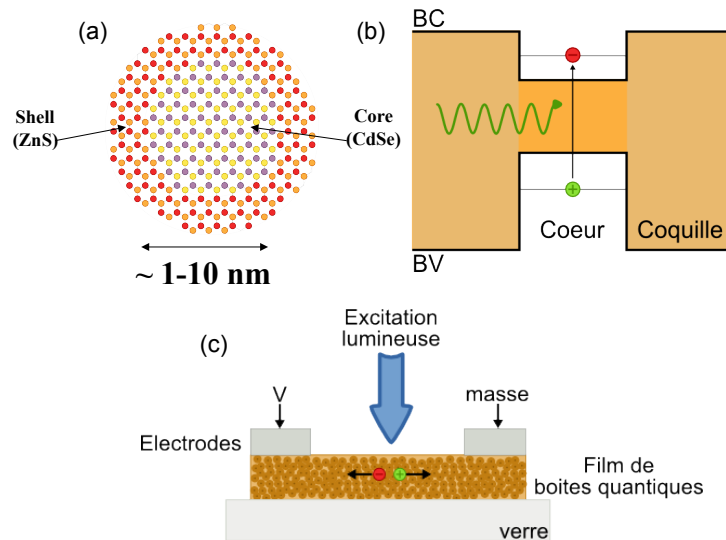 (a)
Shell
(ZnS)
Core
(CdSe)
~ 1-10 nm
(b)
BC
Coeur
Coquille
BV
(c)
Excitation
lumineuse
V
masse
Electrodes
Film de
boites quantiques
verre